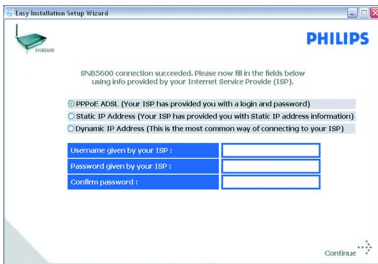 Easy Installation Setup Wizard
PHILIPS
SNB5600
SNB5600 connection succeeded. Please now fill in the fields below
using info provided by your Internet Service Provide (ISP).
PPPoE ADSL (Your ISP has provided you with a login and password)
Static IP Address (Your ISP has provided you with Static IP address information)
Dynamic IP Address (This is the most common way of connecting to your ISP)
Username given by your ISP :
Password given by your ISP :
Confirm password :
Continue